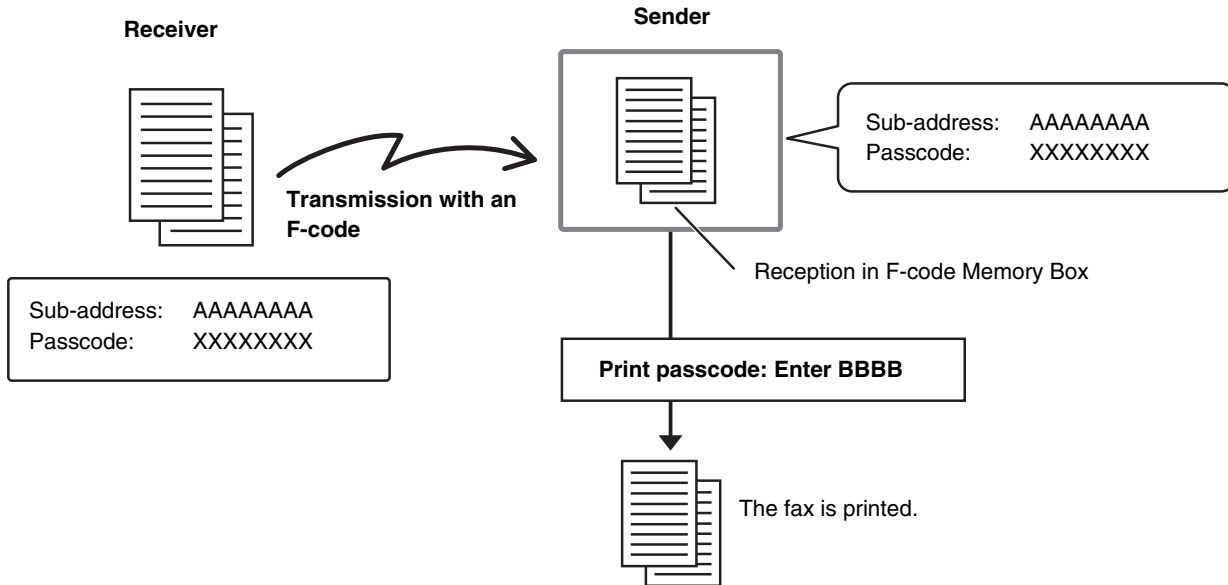 Receiver
Sender
Sub-address: AAAAAAAA
Passcode: XXXXXXXX
Transmission with an
F-code
Reception in F-code Memory Box
Sub-address: AAAAAAAA
Passcode: XXXXXXXX
Print passcode: Enter BBBB
The fax is printed.